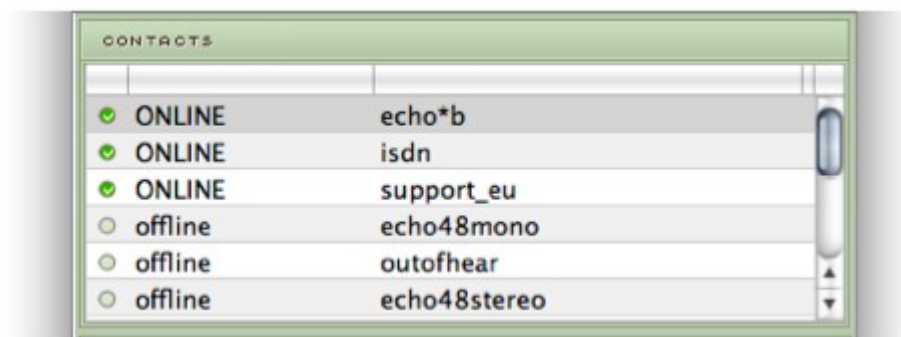 CONTACTS
ONLINE echo*b
ONLINE isdn
ONLINE support_eu
offline echo48mono
offline outofhear
offline echo48stereo